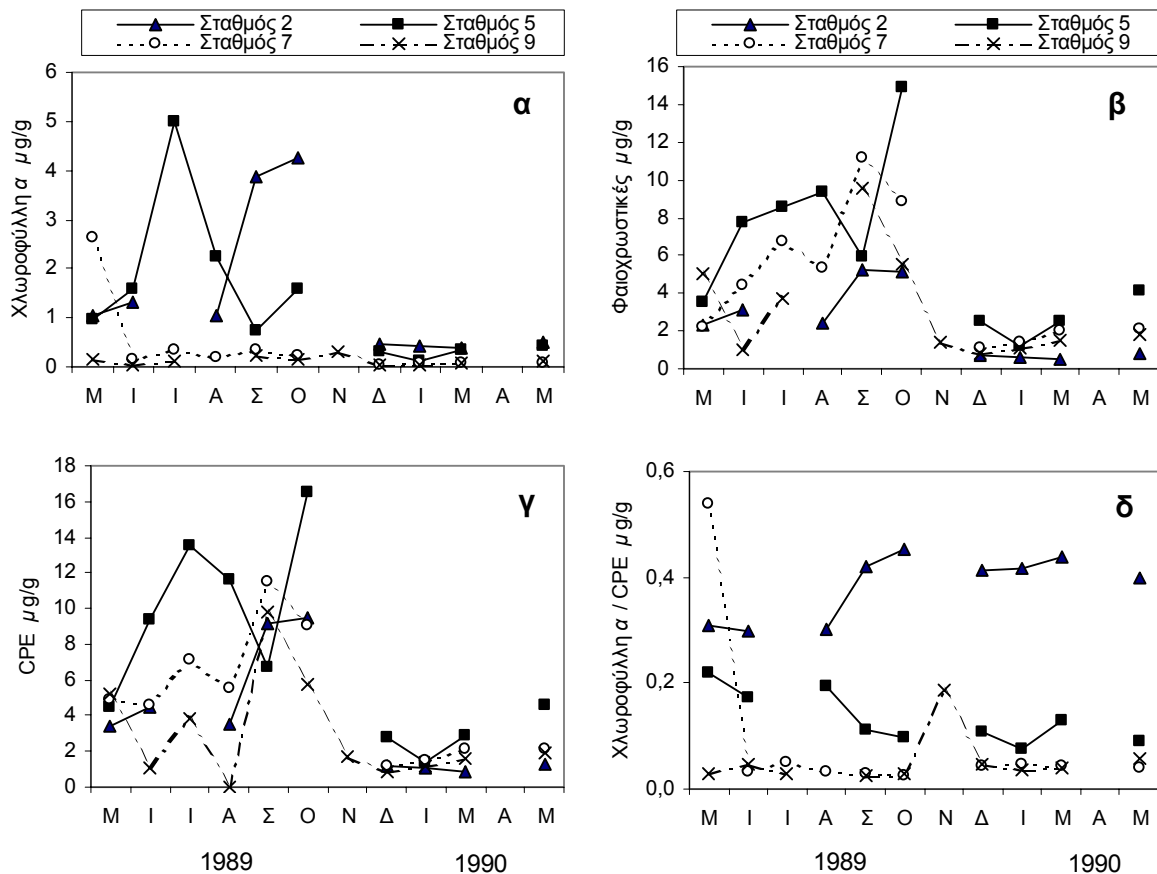 Σταθμός 2 Σταθμός 5
Σταθμός 7 Σταθμός 9
Σταθμός 2 Σταθμός 5
Σταθμός 7 Σταθμός 9
α
Χλωροφύλλη α μg/g
6
5
4
3
2
1
0
Μ Ι Ι Α Σ Ο Ν Δ Ι Μ Α Μ
β
Φαιοχρωστικές μg/g
16
14
12
10
8
6
4
2
0
Μ Ι Ι Α Σ Ο Ν Δ Ι Μ Α Μ
γ
CPE μg/g
18
16
14
12
10
8
6
4
2
0
Μ Ι Ι Α Σ Ο Ν Δ Ι Μ Α Μ
1989 1990
δ
Χλωροφύλλη α / CPE μg/g
0,6
0,4
0,2
0,0
Μ Ι Ι Α Σ Ο Ν Δ Ι Μ Α Μ
1989 1990